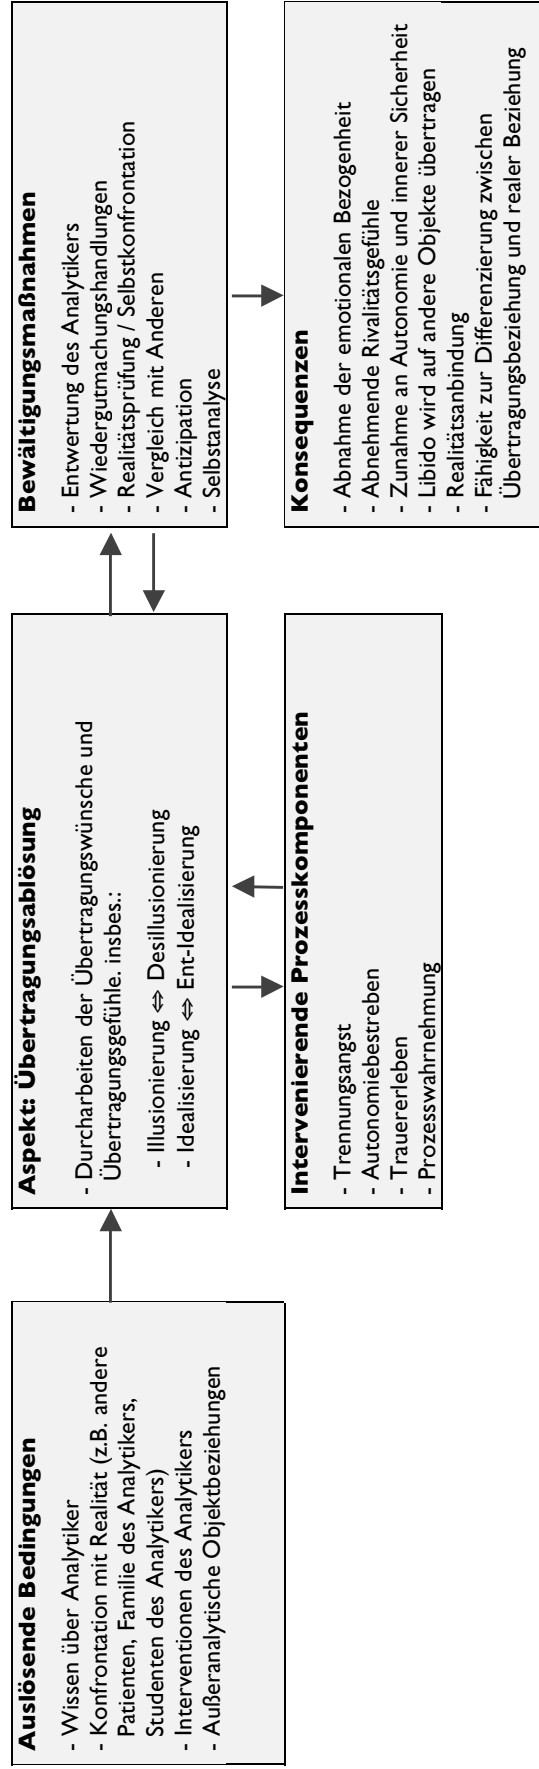 Auslösende Bedingungen
- Wissen über Analytiker
- Konfrontation mit Realität (z.B. andere
Patienten, Familie des Analytikers,
Studenten des Analytikers)
- Interventionen des Analytikers
- Außeranalytische Objektbeziehungen
Aspekt: Übertragungsablösung
- Durcharbeiten der Übertragungswünsche und
Übertragungsgefühle. insbes.:
- Illusionierung ⇔ Desillusionierung
- Idealisierung ⇔ Ent-Idealisierung
Intervenierende Prozesskomponenten
- Trennungsangst
- Autonomiebestreben
- Trauererleben
- Prozesswahrnehmung
Bewältigungsmaßnahmen
- Entwertung des Analytikers
- Wiedergutmachungshandlungen
- Realitätsprüfung / Selbstkonfrontation
- Vergleich mit Anderen
- Antizipation
- Selbstanalyse
Konsequenzen
- Abnahme der emotionalen Bezogenheit
- Abnehmende Rivalitätsgefühle
- Zunahme an Autonomie und innerer Sicherheit
- Libido wird auf andere Objekte übertragen
- Realitätsanbindung
- Fähigkeit zur Differenzierung zwischen
Übertragungsbeziehung und realer Beziehung